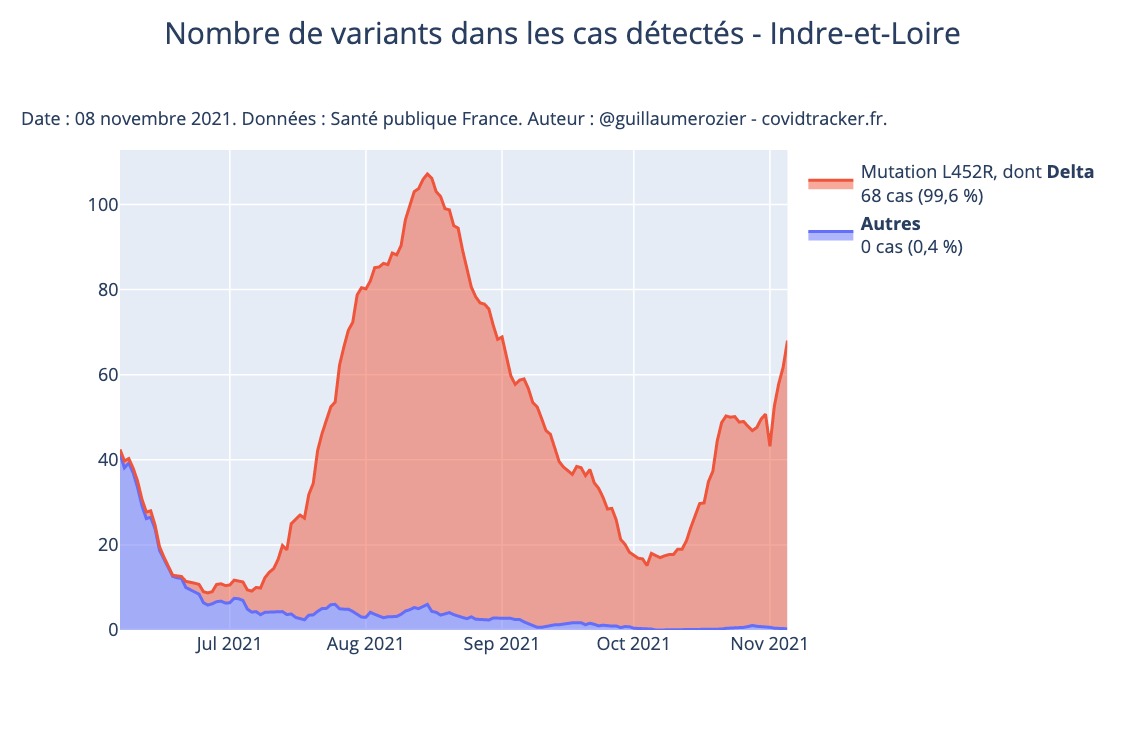 Nombre de variants dans les cas détectés - Indre-et-Loire
Date : 08 novembre 2021. Données : Santé publique France. Auteur : @guillaumerozier - covidtracker.fr.
Mutation L452R, dont Delta
68 cas (99,6 %)
Autres
0 cas (0,4 %)
100
80
60
40
20
0
Jul 2021 Aug 2021 Sep 2021 Oct 2021 Nov 2021